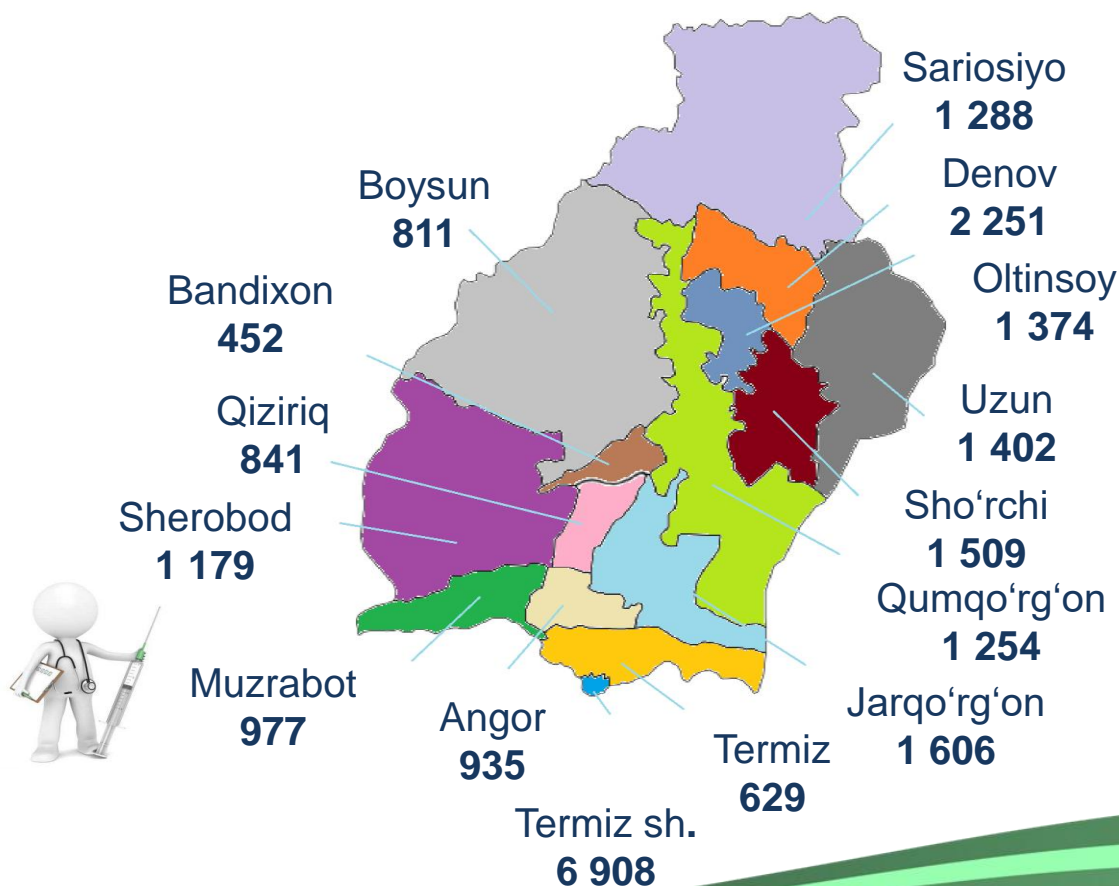 Sariosiyo
1 288
Denov
2 251
Oltinsoy
1 374
Uzun
1 402
Sho‘rchi
1 509
Qumqo‘rg‘on
1 254
Jarqo‘rg‘on
1 606
Boysun
811
Bandixon
452
Qiziriq
841
Sherobod
1 179
Muzrabot
977
Angor
935
Termiz
629
Termiz sh.
6 908